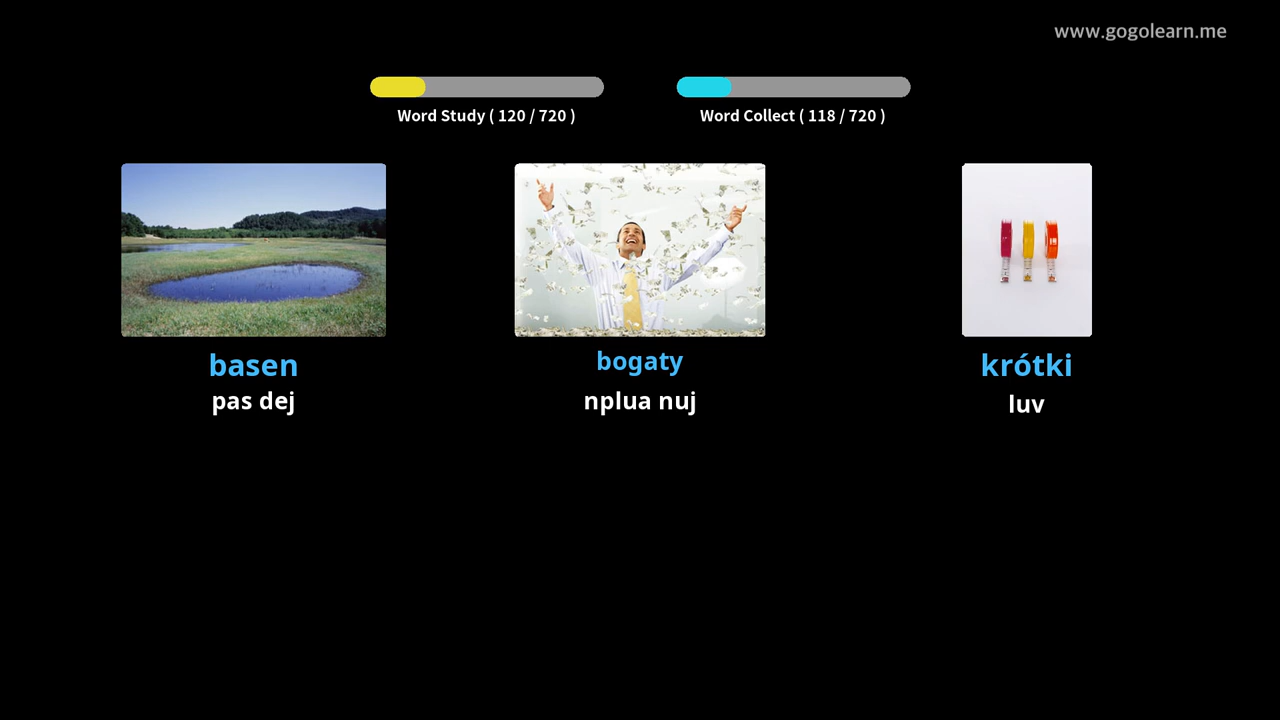 www.gogolearn.me
Word Study ( 120 / 720 )
Word Collect ( 118 / 720 )
basen
pas dej
bogaty
nplua nuj
krótki
luv